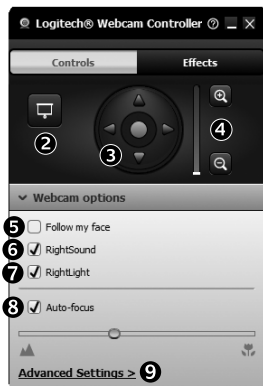 Logitech® Webcam Controller
Controls Effects
2
3
4
Webcam options
5 Follow my face
6 RightSound
7 RightLight
8 Auto-focus
Advanced Settings > 9